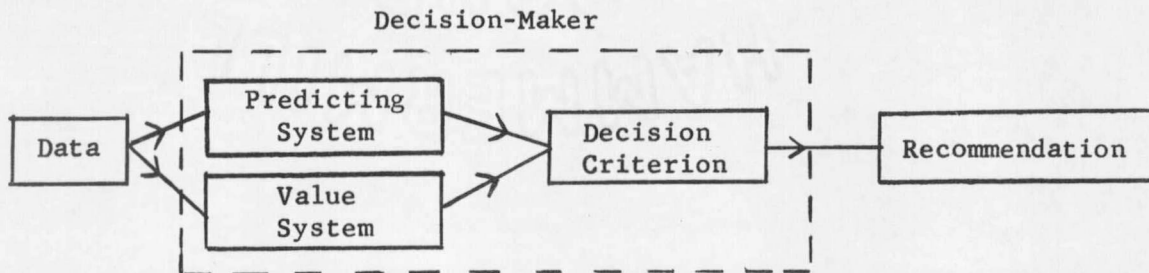 Decision-Maker
Predicting
System
Data
Value
System
Decision
Criterion
Recommendation